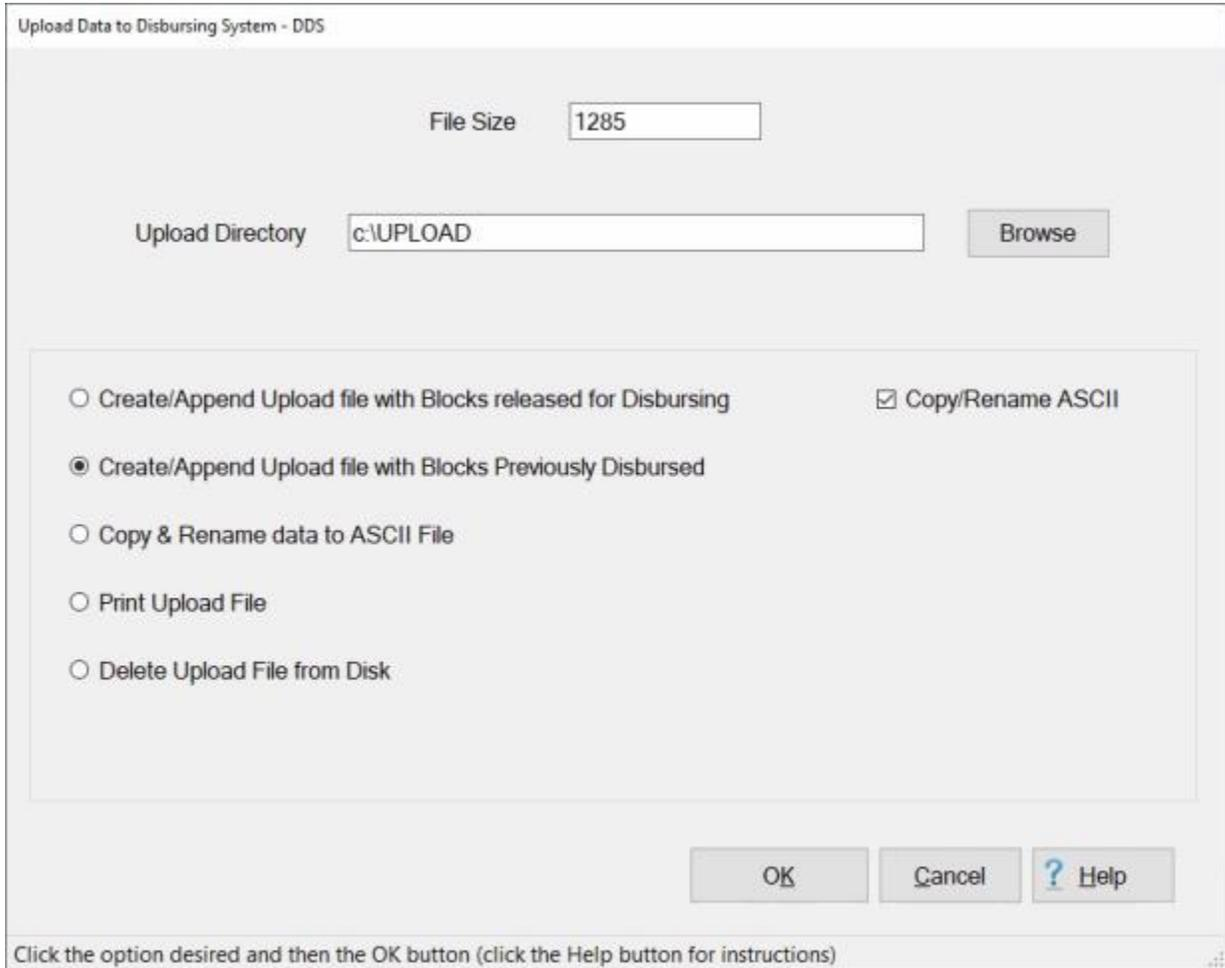 Upload Data to Disbursing System - DDS
File Size 1285
Upload Directory c:\UPLOAD Browse
Create/Append Upload file with Blocks released for Disbursing Copy/Rename ASCII
Create/Append Upload file with Blocks Previously Disbursed
Copy & Rename data to ASCII File
Print Upload File
Delete Upload File from Disk
OK Cancel ? Help
Click the option desired and then the OK button (click the Help button for instructions)